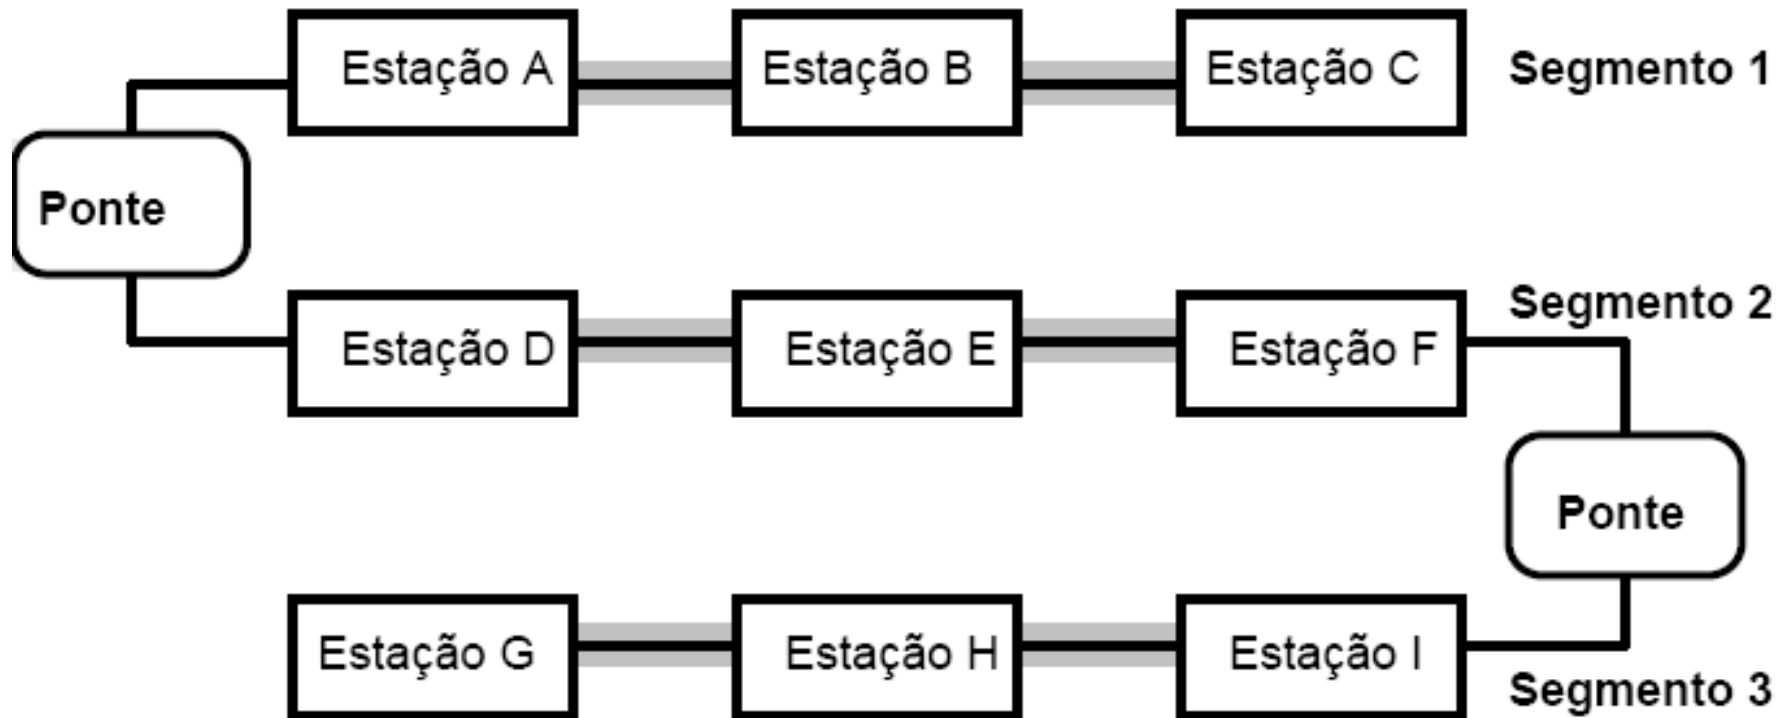 Estação A
Estação B
Estação C
Segmento 1
Ponte
Segmento 2
Estação D
Estação E
Estação F
Ponte
Estação G
Estação H
Estação I
Segmento 3